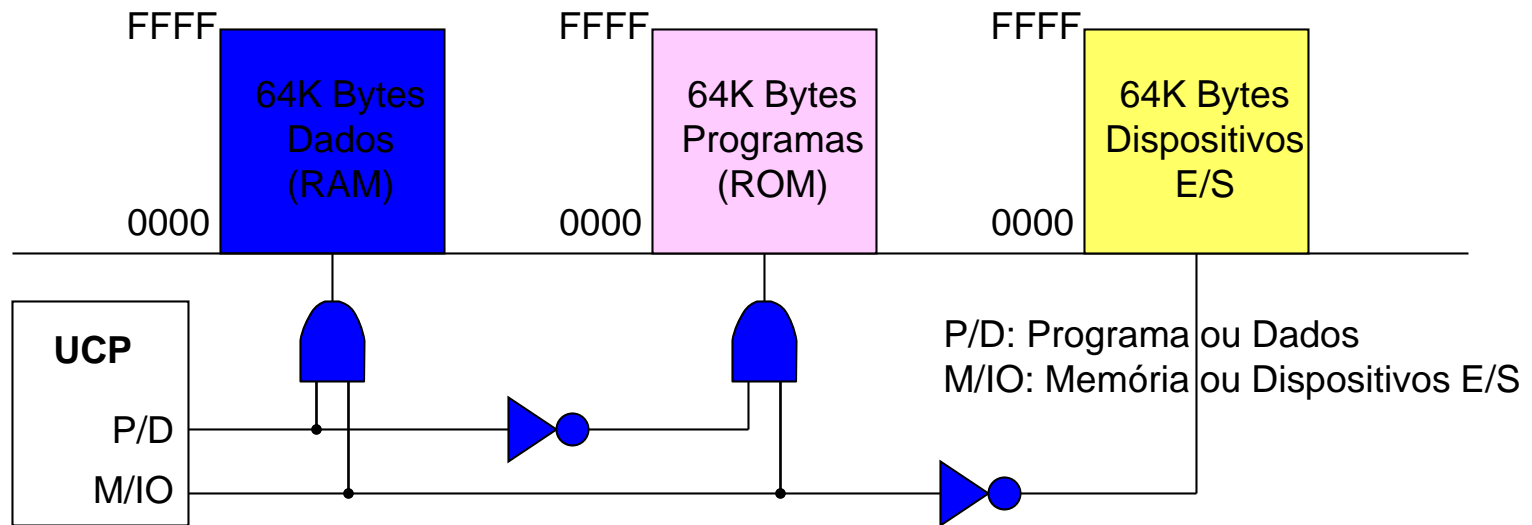 FFFF
64K Bytes
Dados
(RAM)
0000
FFFF
64K Bytes
Programas
(ROM)
0000
FFFF
64K Bytes
Dispositivos
E/S
0000
UCP
P/D
M/IO
P/D: Programa ou Dados
M/IO: Memória ou Dispositivos E/S